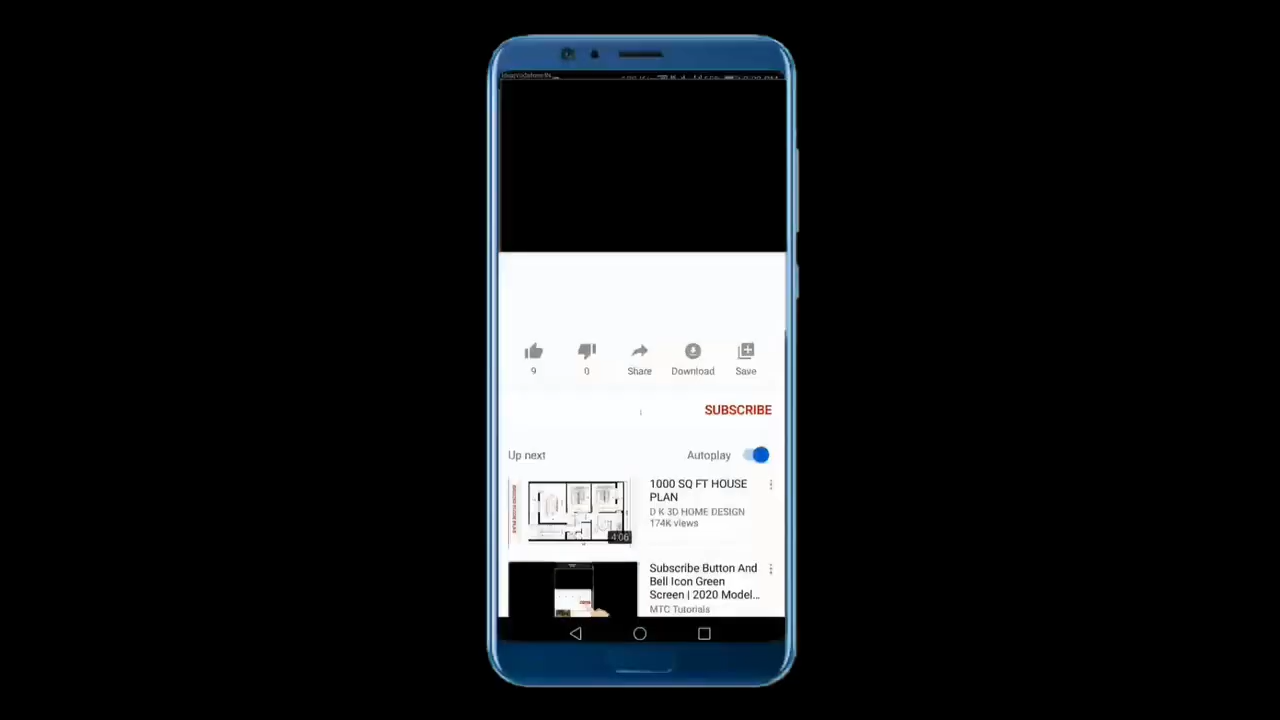 9
0
Share
Download
Save
SUBSCRIBE
Up next
Autoplay
1000 SQ FT HOUSE
PLAN
D K 3D HOME DESIGN
174K views
4:06
Subscribe Button And
Bell Icon Green
Screen | 2020 Model...
MTC Tutorials